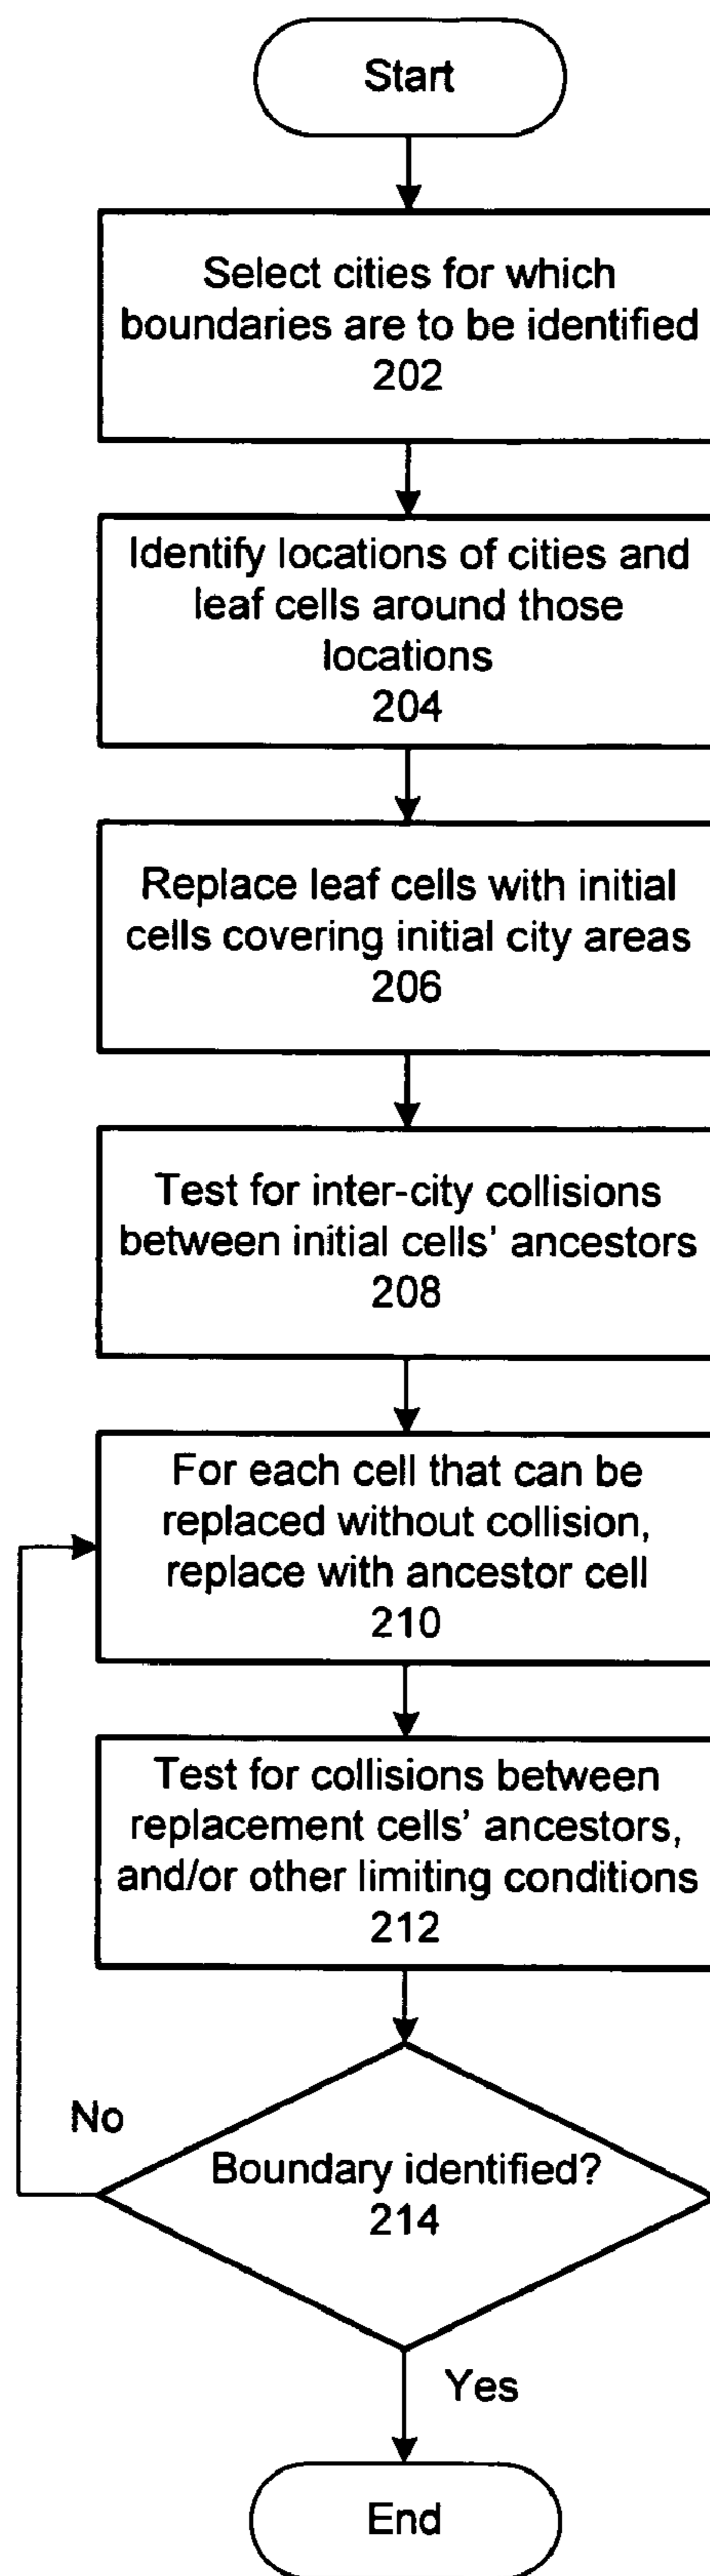 Start
Select cities for which
boundaries are to be identified
202
Identify locations of cities and
leaf cells around those
locations
204
Replace leaf cells with initial
cells covering initial city areas
206
Test for inter-city collisions
between initial cells' ancestors
208
For each cell that can be
replaced without collision,
replace with ancestor cell
210
Test for collisions between
replacement cells' ancestors,
and/or other limiting conditions
212
No
Boundary identified?
214
Yes
End